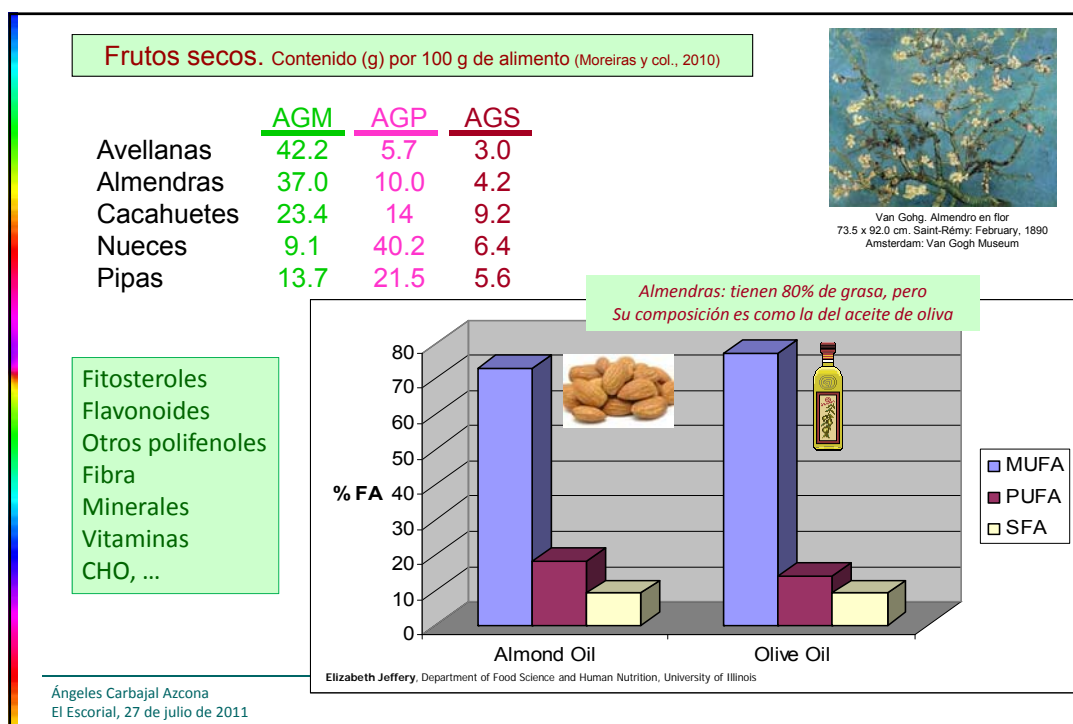 Frutos secos. Contenido (g) por 100 g de alimento (Moreiras y col., 2010)
AGM AGP AGS
Avellanas 42.2 5.7 3.0
Almendras 37.0 10.0 4.2
Cacahuetes 23.4 14 9.2
Nueces 9.1 40.2 6.4
Pipas 13.7 21.5 5.6
Van Gohg. Almendro en flor
73.5 x 92.0 cm. Saint-Rémy: February, 1890
Amsterdam: Van Gogh Museum
Almendras: tienen 80% de grasa, pero
Su composición es como la del aceite de oliva
Fitosteroles
Flavonoides
Otros polifenoles
Fibra
Minerales
Vitaminas
CHO, ...
% FA
80
70
60
50
40
30
20
10
0
Almond Oil Olive Oil
MUFA
PUFA
SFA
Elizabeth Jeffery, Department of Food Science and Human Nutrition, University of Illinois
Ángeles Carbajal Azcona
El Escorial, 27 de julio de 2011